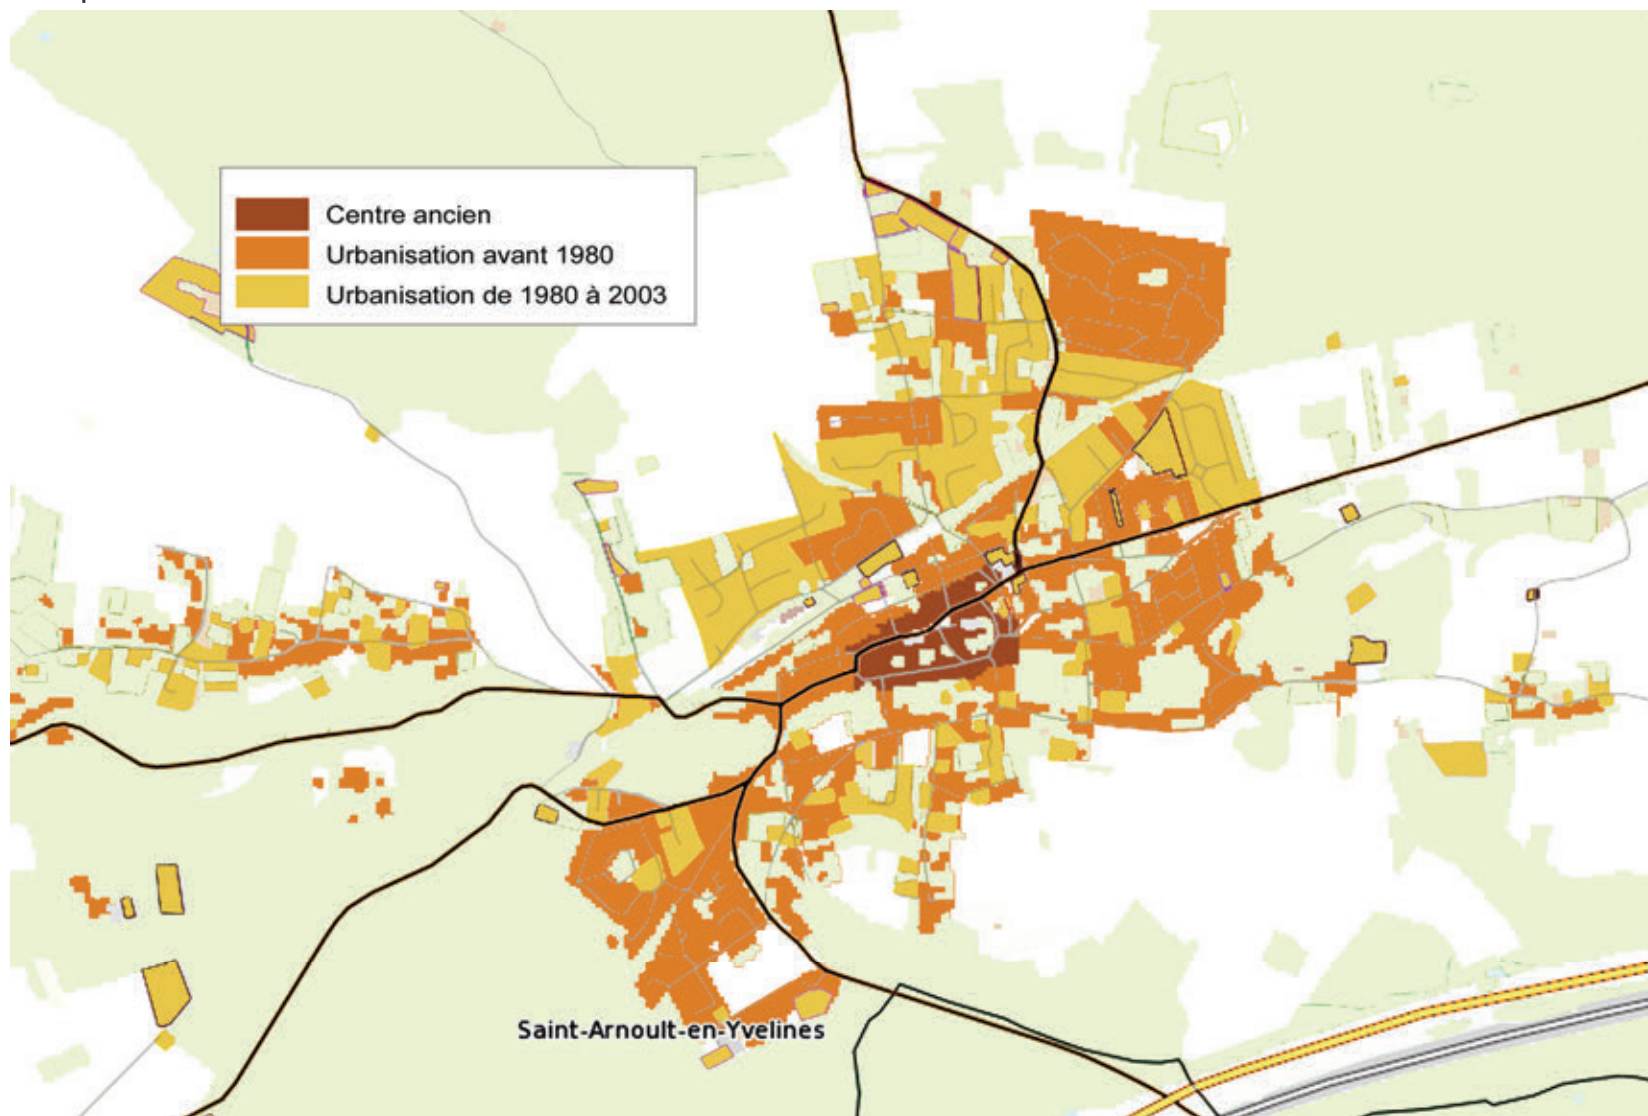 Centre ancien
Urbanisation avant 1980
Urbanisation de 1980 à 2003
Saint-Arnoult-en-Yvelines